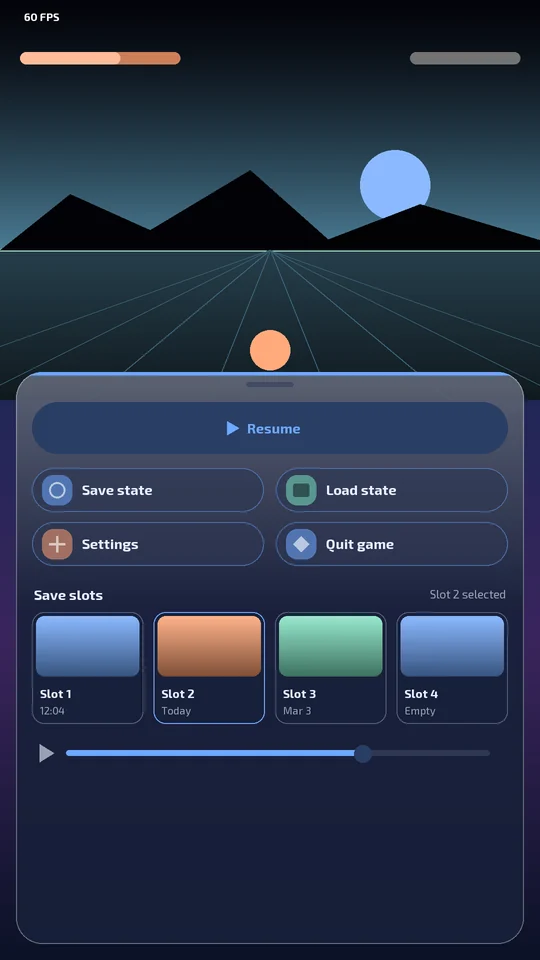 60 FPS
Resume
Save state
Load state
Settings
Quit game
Save slots
Slot 2 selected
Slot 1
12:04
Slot 2
Today
Slot 3
Mar 3
Slot 4
Empty